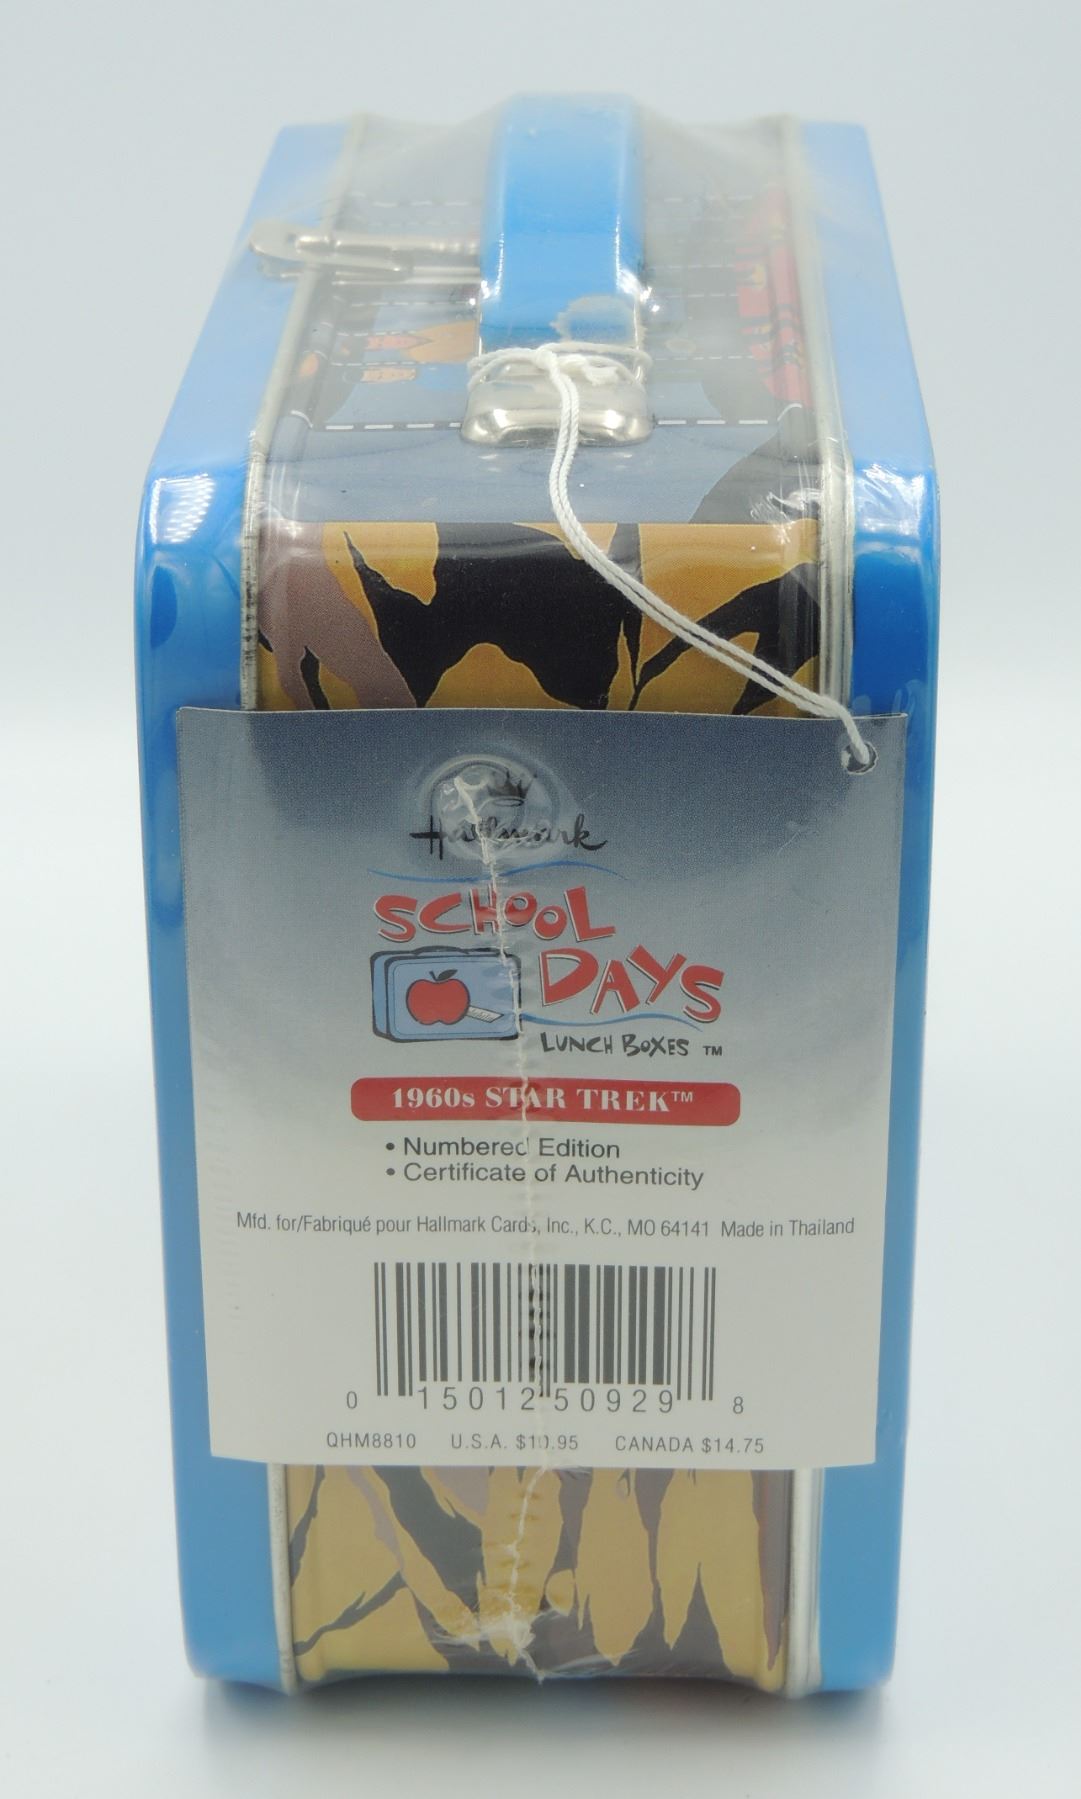 Hallmark
SCHOOL
DAYS
LUNCH BOXES ™
1960s STAR TREK™
• Numbered Edition
• Certificate of Authenticity
Mfd. for/Fabriqué pour Hallmark Cards, Inc., K.C., MO 64141 Made in Thailand
0 15012 50929 8
QHM8810 U.S.A. $10.95 CANADA $14.75